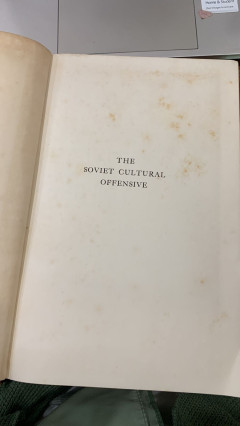 THE
SOVIET CULTURAL
OFFENSIVE